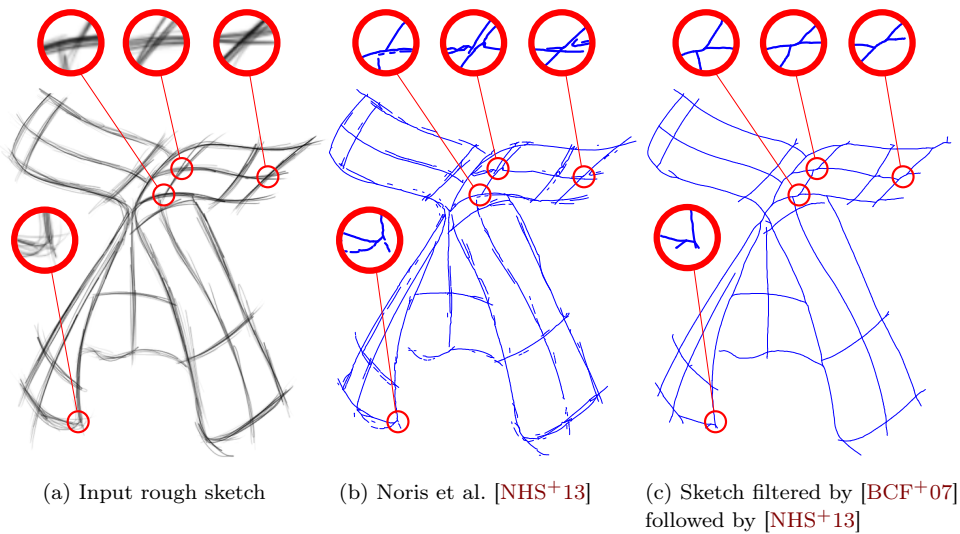 (a) Input rough sketch
(b) Noris et al. [NHS+13]
(c) Sketch filtered by [BCF+07]
followed by [NHS+13]